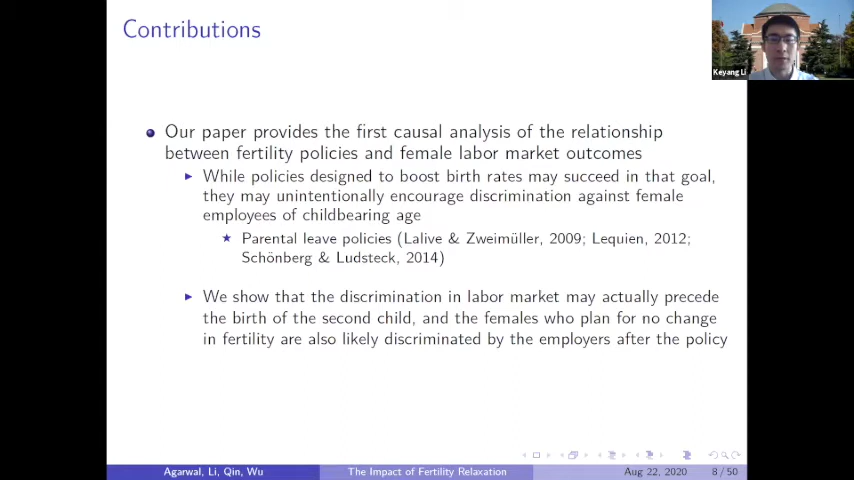 Contributions
Keyang Li
Our paper provides the first causal analysis of the relationship
between fertility policies and female labor market outcomes
While policies designed to boost birth rates may succeed in that goal,
they may unintentionally encourage discrimination against female
employees of childbearing age
Parental leave policies (Lalive & Zweimüller, 2009; Lequien, 2012;
Schönberg & Ludsteck, 2014)
We show that the discrimination in labor market may actually precede
the birth of the second child, and the females who plan for no change
in fertility are also likely discriminated by the employers after the policy
Agarwal, Li, Qin, Wu
The Impact of Fertility Relaxation
Aug 22, 2020
8 / 50